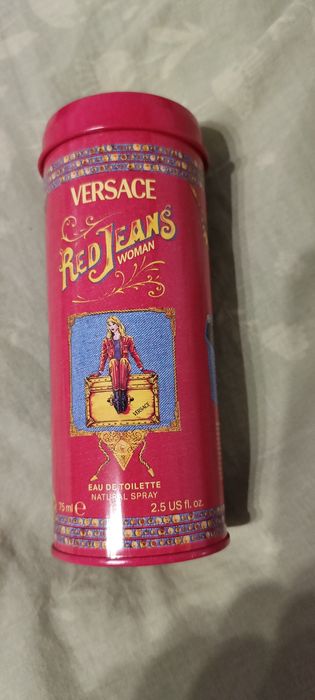 VERSACE
RED JEANS
WOMAN
VERSACE
EAU DE TOILETTE
NATURAL SPRAY
75 ml ℮ 2.5 US fl. oz.